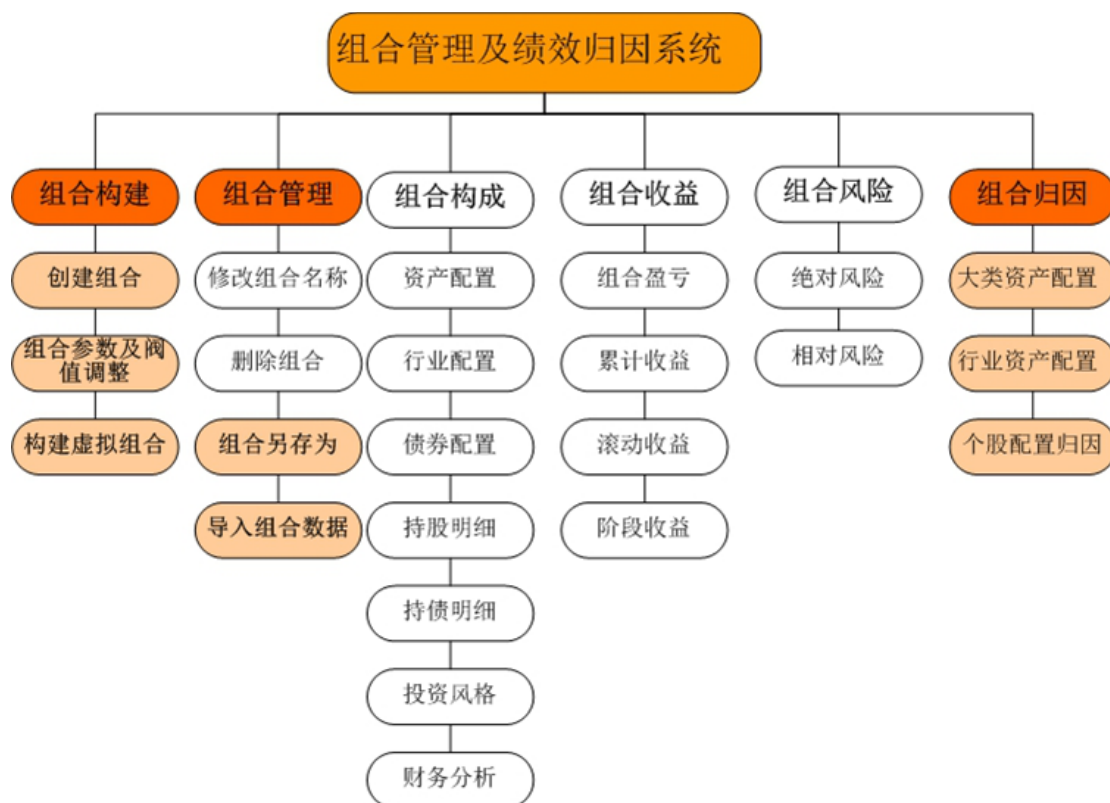 组合管理及绩效归因系统
组合构建
组合管理
组合构成
组合收益
组合风险
组合归因
创建组合
修改组合名称
资产配置
组合盈亏
绝对风险
大类资产配置
组合参数及阀
值调整
删除组合
行业配置
累计收益
相对风险
行业资产配置
构建虚拟组合
组合另存为
债券配置
滚动收益
个股配置归因
导入组合数据
持股明细
阶段收益
持债明细
投资风格
财务分析